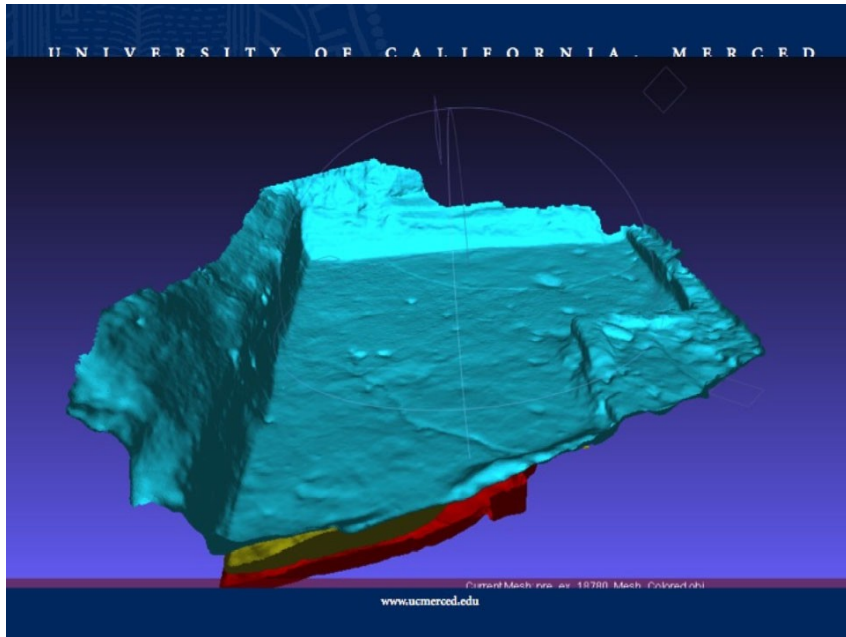 UNIVERSITY OF CALIFORNIA, MERCED
Current Mesh: pre_ex_18780_Mesh_Colored.obj
www.ucmerced.edu